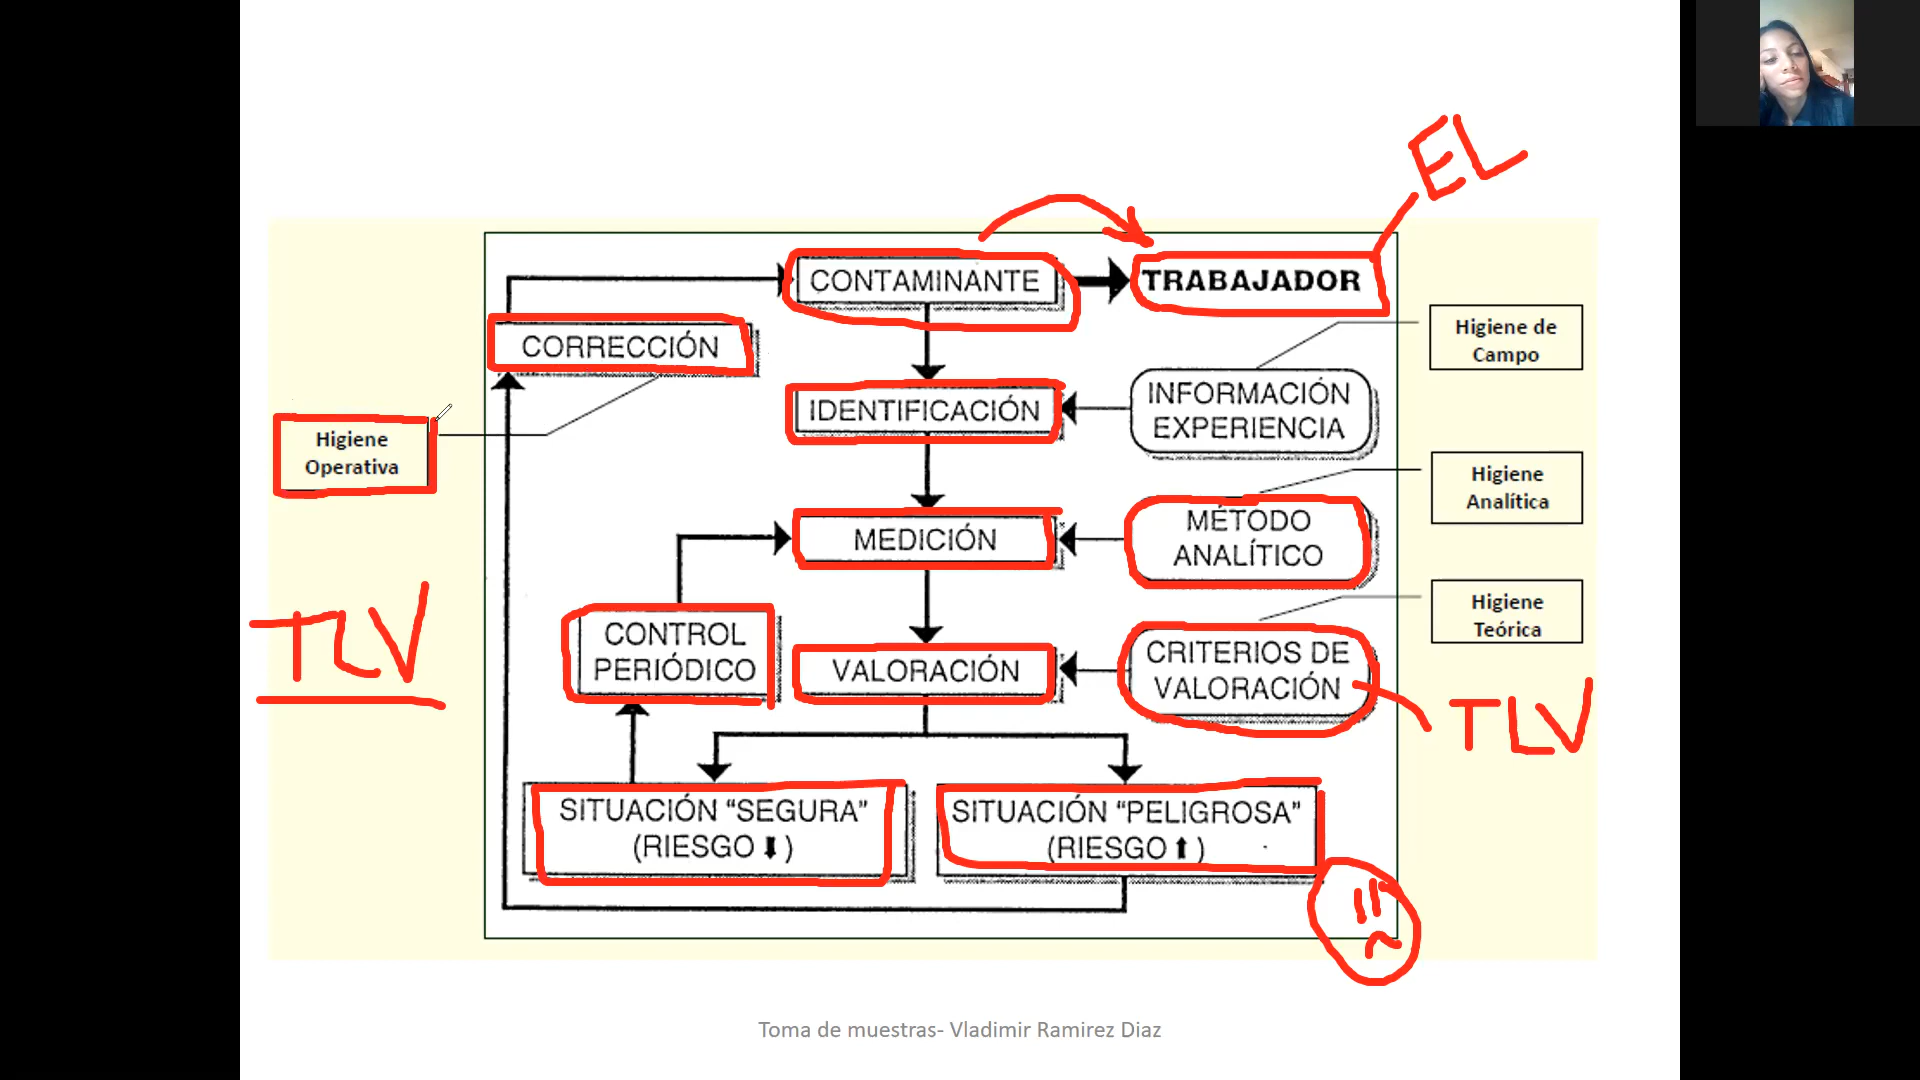 EL
CONTAMINANTE
TRABAJADOR
CORRECCIÓN
Higiene de
Campo
IDENTIFICACIÓN
INFORMACIÓN
EXPERIENCIA
Higiene
Operativa
Higiene
Analítica
MEDICIÓN
MÉTODO
ANALÍTICO
TLV
CONTROL
PERIÓDICO
VALORACIÓN
CRITERIOS DE
VALORACIÓN
Higiene
Teórica
TLV
SITUACIÓN “SEGURA”
(RIESGO ⬇)
SITUACIÓN “PELIGROSA”
(RIESGO ⬆)
Toma de muestras- Vladimir Ramirez Diaz